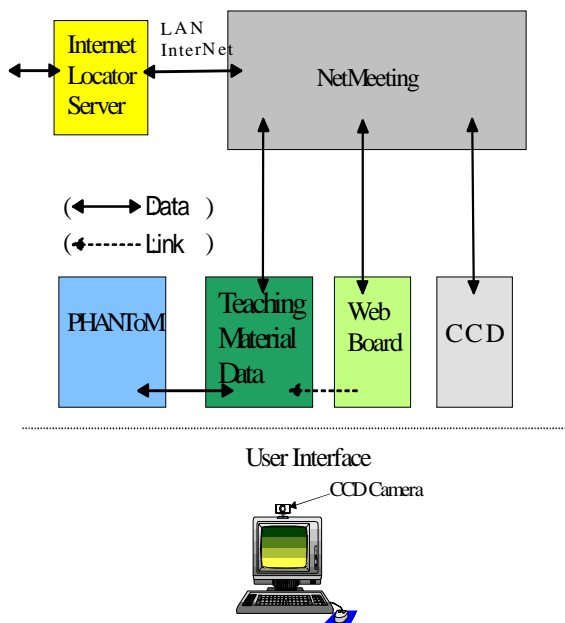 Internet
Locator
Server
LAN
InterNet
NetMeeting
( Data )
( Link )
PHANToM
Teaching
Material
Data
Web
Board
CCD
User Interface
CCD Camera